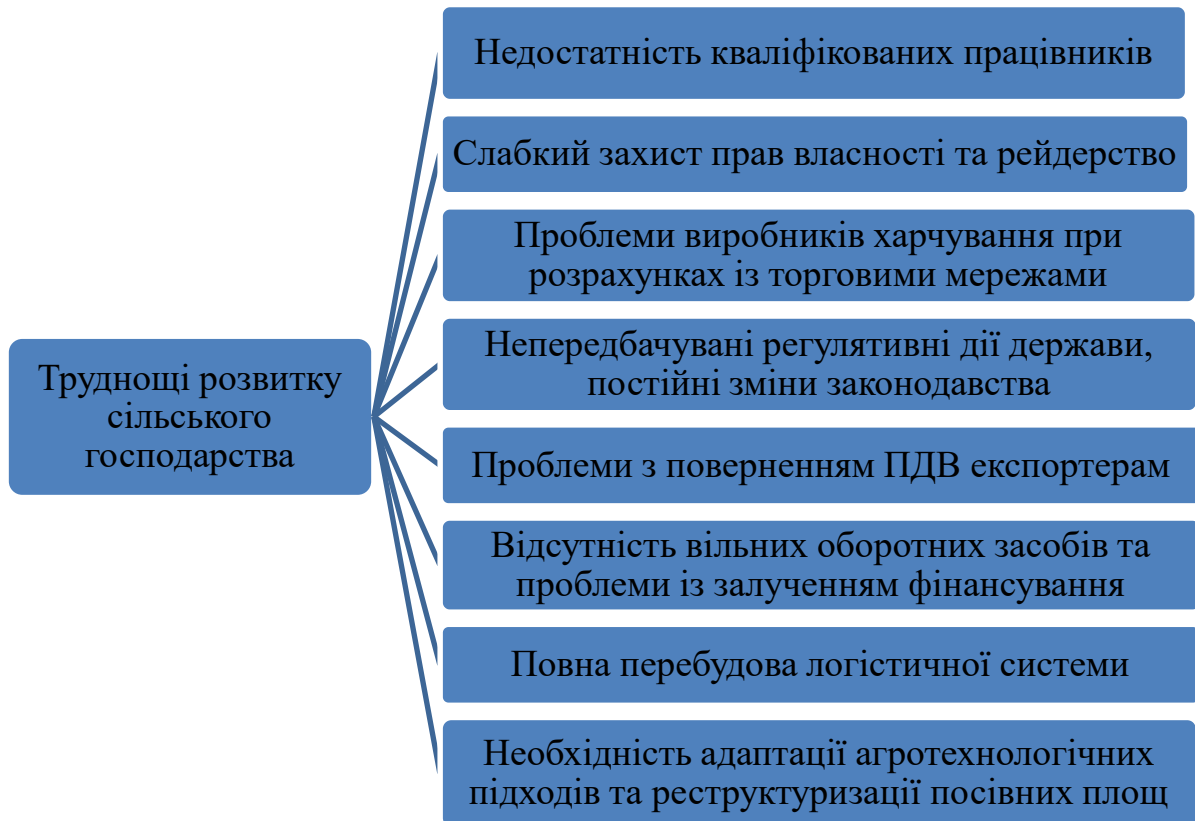 Недостатність кваліфікованих працівників
Слабкий захист прав власності та рейдерство
Проблеми виробників харчування при
розрахунках із торговими мережами
Непередбачувані регулятивні дії держави,
постійні зміни законодавства
Труднощі розвитку
сільського
господарства
Проблеми з поверненням ПДВ експортерам
Відсутність вільних оборотних засобів та
проблеми із залученням фінансування
Повна перебудова логістичної системи
Необхідність адаптації агротехнологічних
підходів та реструктуризації посівних площ